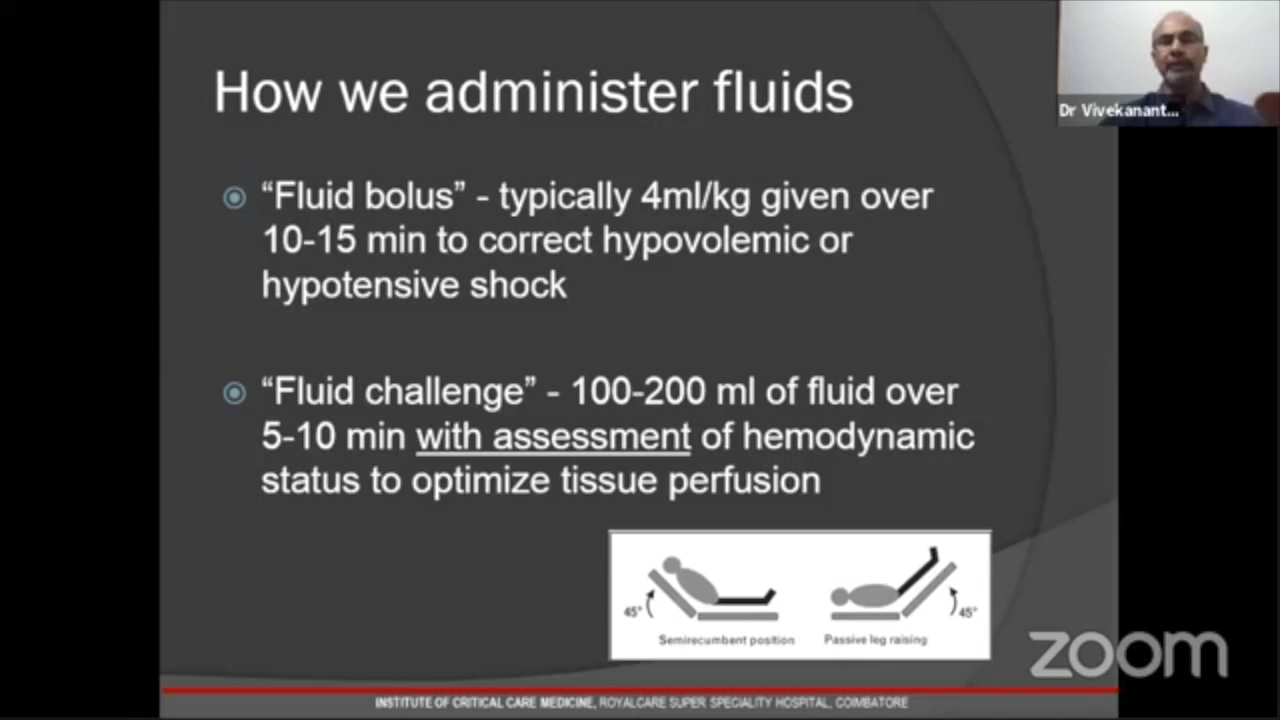 How we administer fluids
Dr Vivekanant...
“Fluid bolus” - typically 4ml/kg given over
10-15 min to correct hypovolemic or
hypotensive shock
“Fluid challenge” - 100-200 ml of fluid over
5-10 min with assessment of hemodynamic
status to optimize tissue perfusion
45°
45°
Semirecumbent position
Passive leg raising
zoom
INSTITUTE OF CRITICAL CARE MEDICINE, ROYALCARE SUPER SPECIALITY HOSPITAL, COIMBATORE